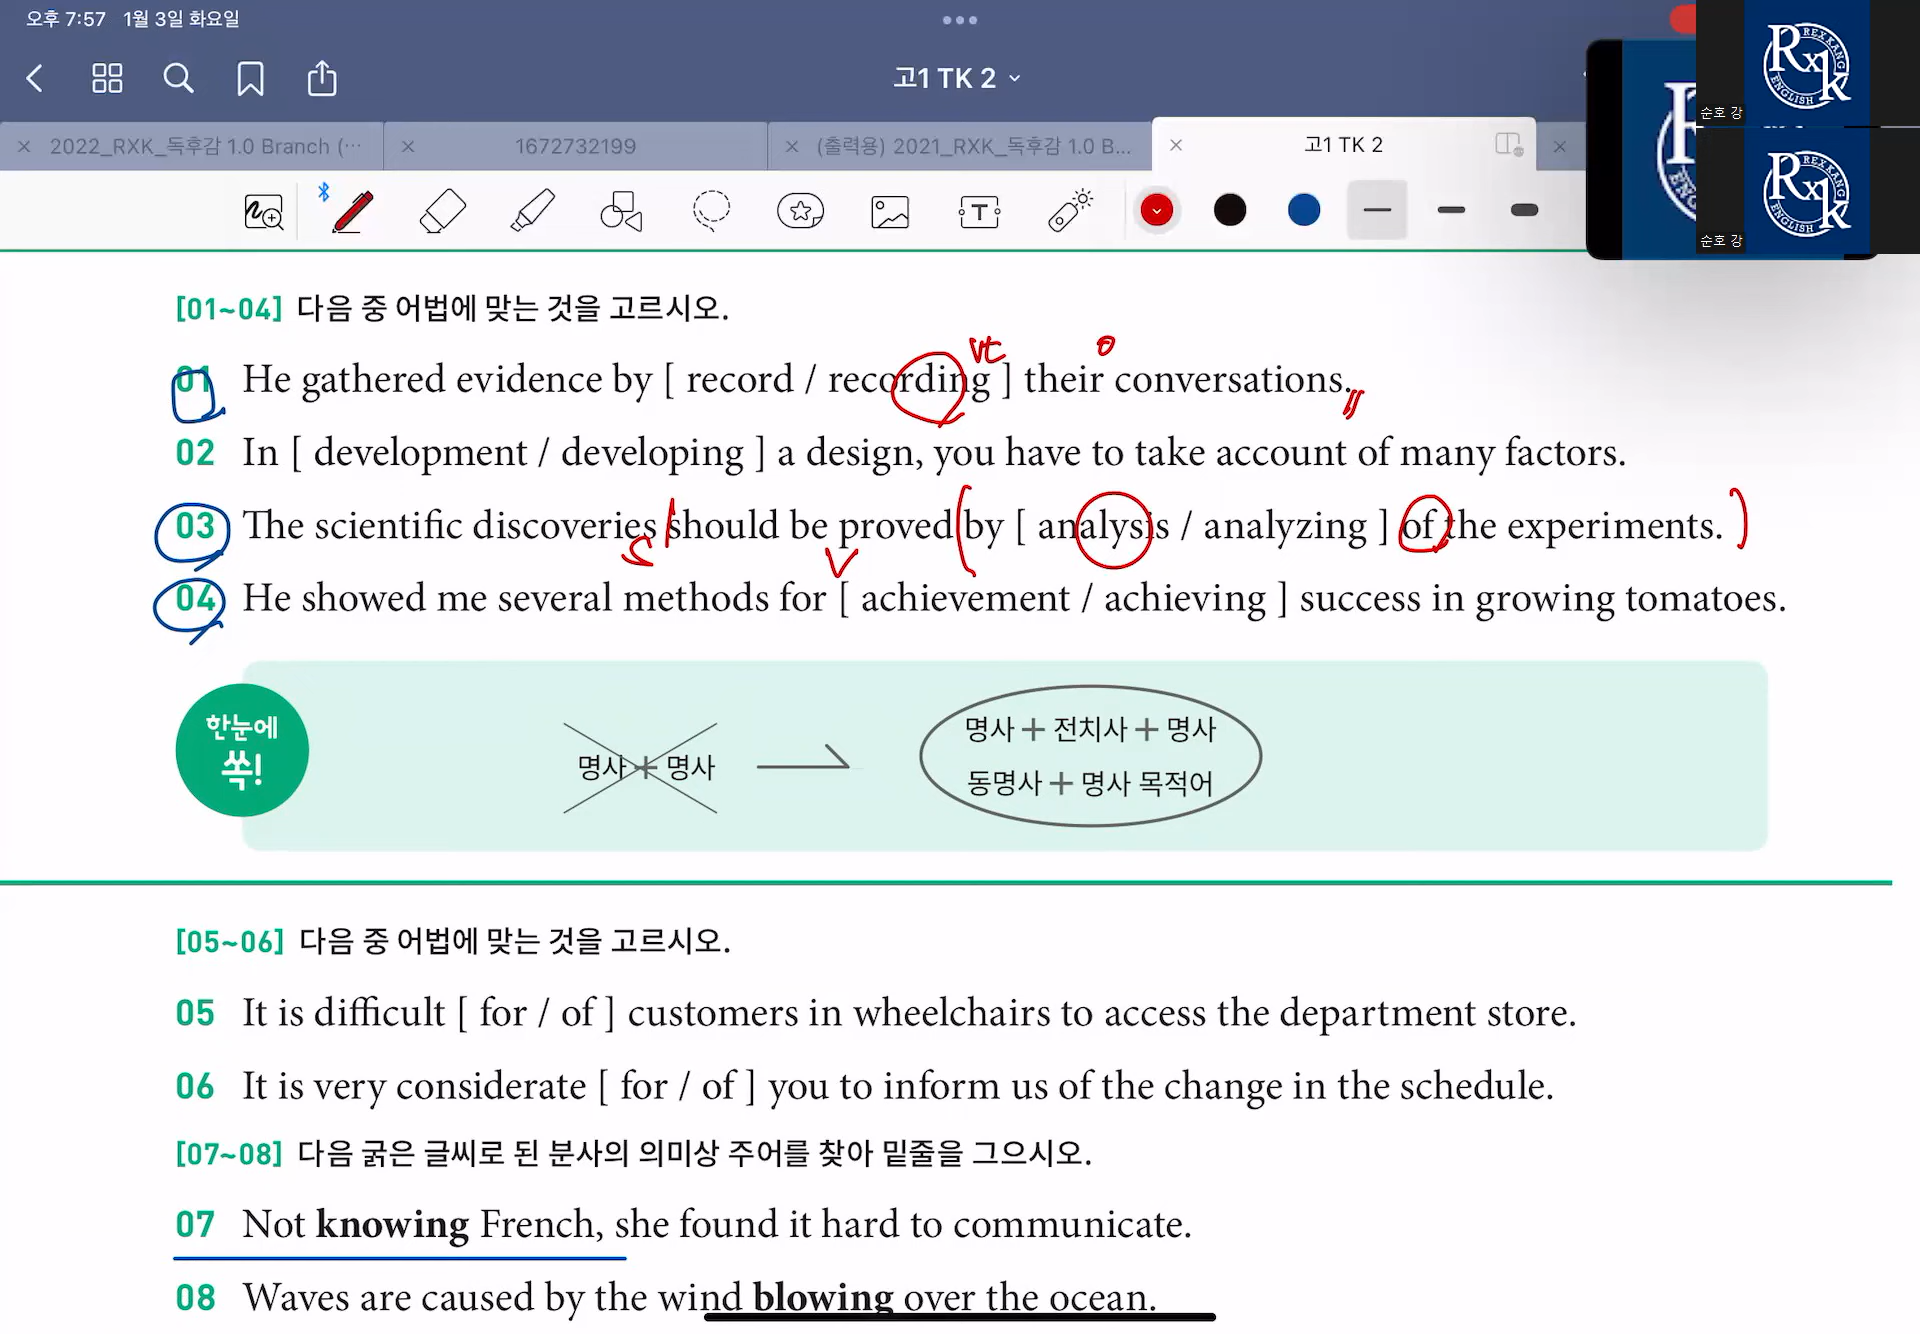 오후 7:57 1월 3일 화요일
고1 TK 2
2022_RXK_독후감 1.0 Branch (…
1672732199
(출력용) 2021_RXK_독후감 1.0 B...
고1 TK 2
REX KANG
RxK
ENGLISH
순호 강
REX KANG
RxK
ENGLISH
순호 강
[01~04] 다음 중 어법에 맞는 것을 고르시오.
vt o
01 He gathered evidence by [ record / recording ] their conversations.
02 In [ development / developing ] a design, you have to take account of many factors.
03 The scientific discoveries should be proved by [ analysis / analyzing ] of the experiments.
S V
04 He showed me several methods for [ achievement / achieving ] success in growing tomatoes.
한눈에
쏙!
명사 + 명사
명사 + 전치사 + 명사
동명사 + 명사 목적어
[05~06] 다음 중 어법에 맞는 것을 고르시오.
05 It is difficult [ for / of ] customers in wheelchairs to access the department store.
06 It is very considerate [ for / of ] you to inform us of the change in the schedule.
[07~08] 다음 굵은 글씨로 된 분사의 의미상 주어를 찾아 밑줄을 그으시오.
07 Not knowing French, she found it hard to communicate.
08 Waves are caused by the wind blowing over the ocean.